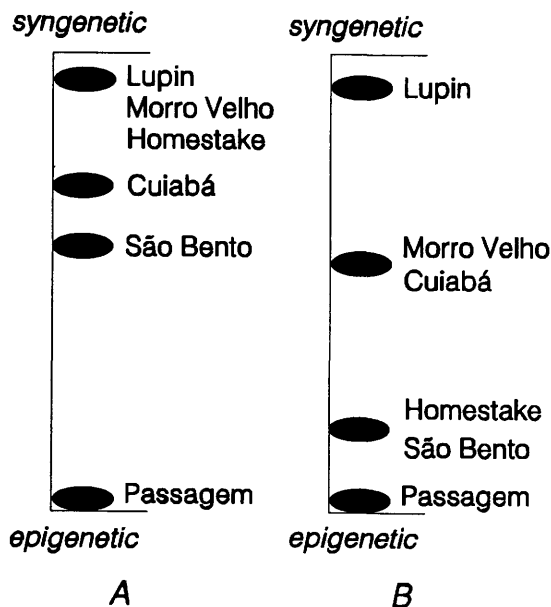 syngenetic
Lupin
Morro Velho
Homestake
Cuiabá
São Bento
Passagem
epigenetic
A
syngenetic
Lupin
Morro Velho
Cuiabá
Homestake
São Bento
Passagem
epigenetic
B